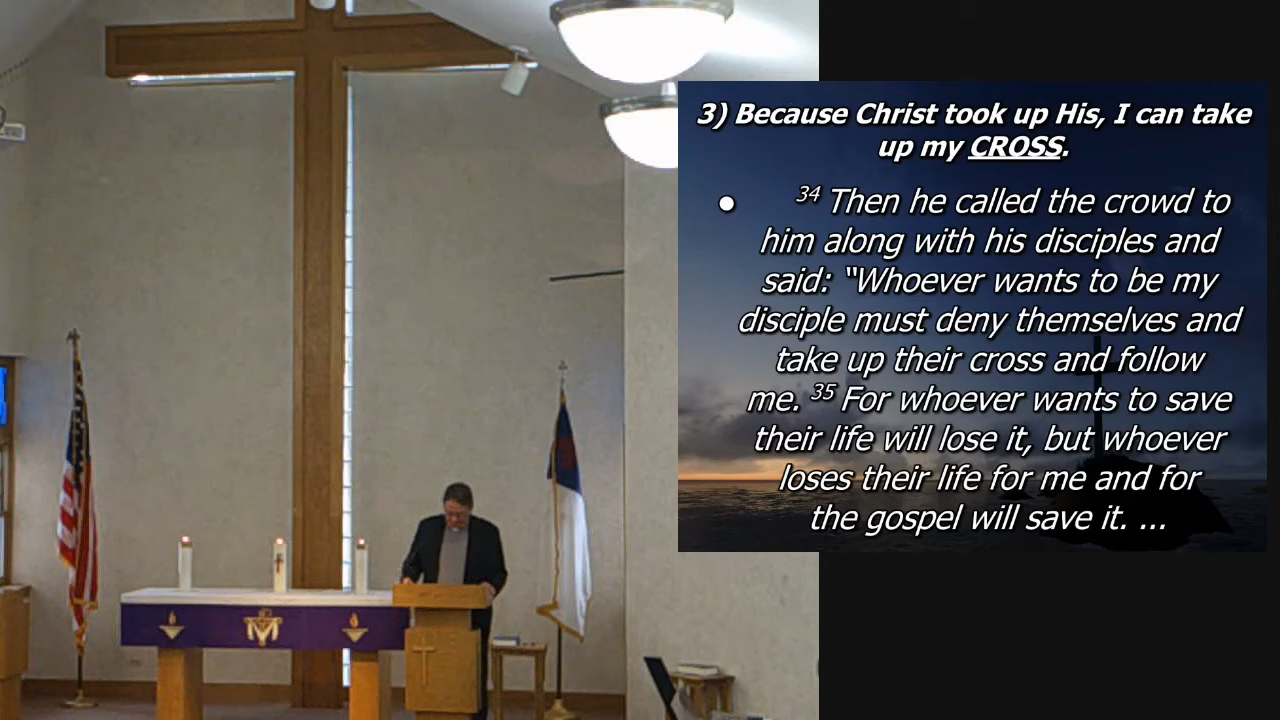 3) Because Christ took up His, I can take
up my CROSS.
• 34 Then he called the crowd to
him along with his disciples and
said: “Whoever wants to be my
disciple must deny themselves and
take up their cross and follow
me. 35 For whoever wants to save
their life will lose it, but whoever
loses their life for me and for
the gospel will save it. ...